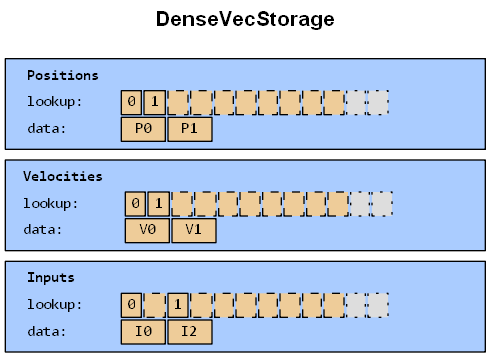 DenseVecStorage
Positions
lookup: 0 1
data: P0 P1
Velocities
lookup: 0 1
data: V0 V1
Inputs
lookup: 0 1
data: I0 I2